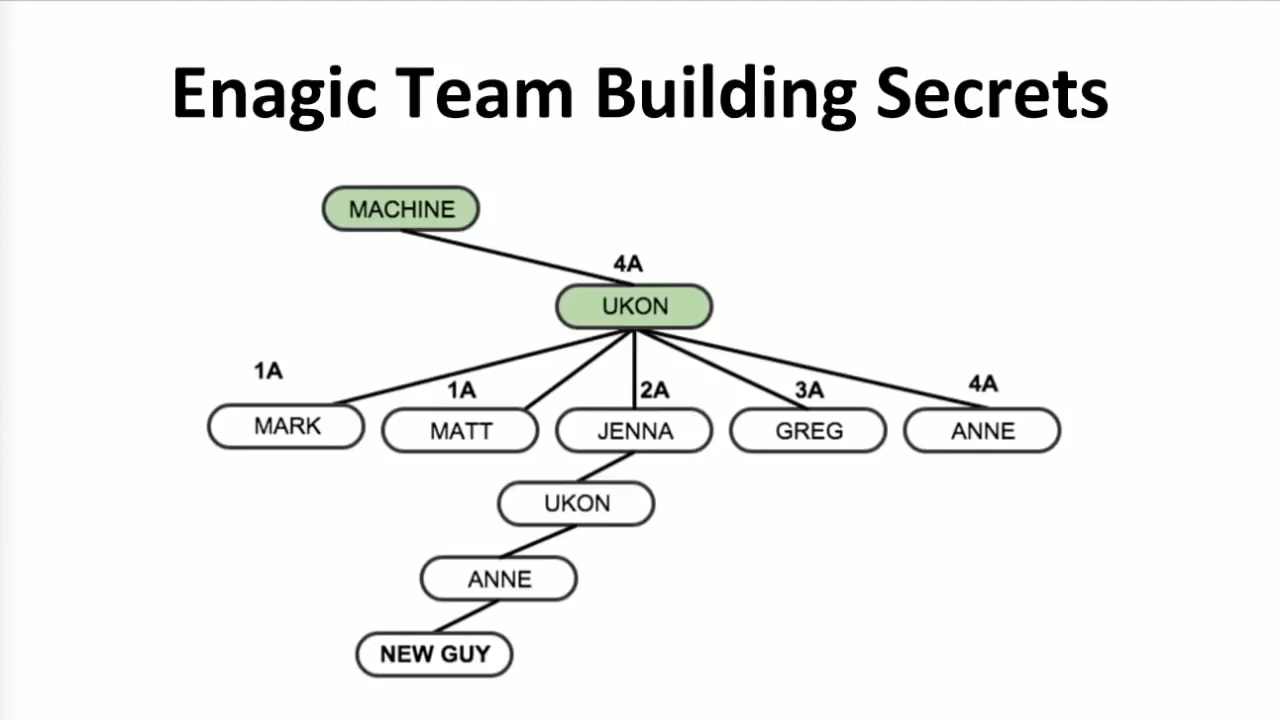 Enagic Team Building Secrets
MACHINE
4A
UKON
1A
1A
2A
3A
4A
MARK
MATT
JENNA
GREG
ANNE
UKON
ANNE
NEW GUY